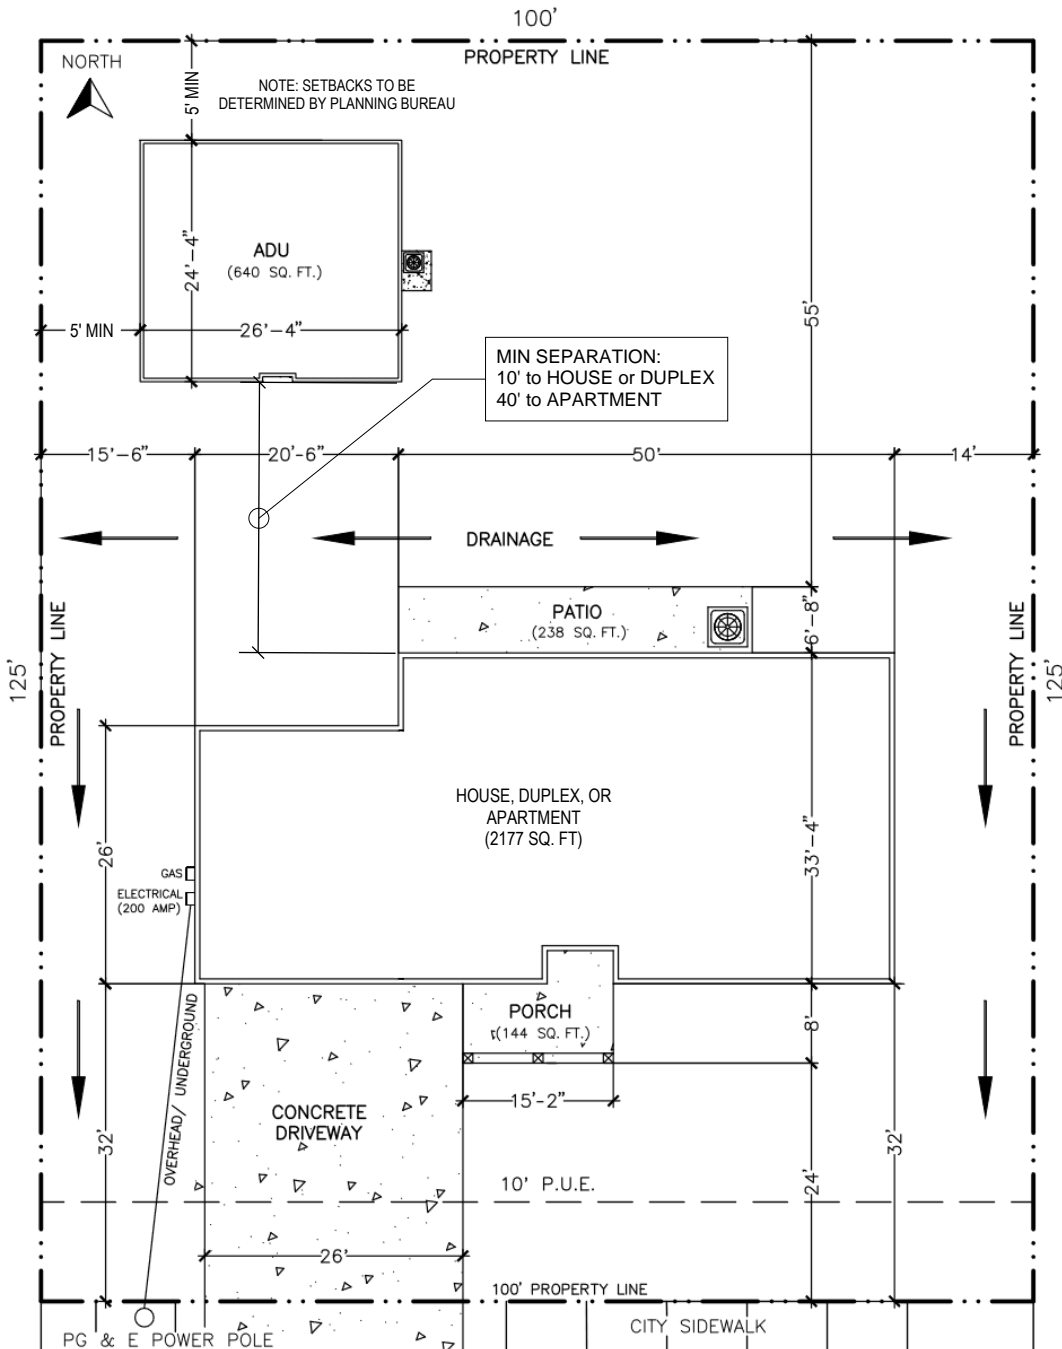 100'
PROPERTY LINE
NORTH
5' MIN
NOTE: SETBACKS TO BE
DETERMINED BY PLANNING BUREAU
ADU
(640 SQ. FT.)
24'-4"
5' MIN
26'-4"
55'
MIN SEPARATION:
10' to HOUSE or DUPLEX
40' to APARTMENT
15'-6"
20'-6"
50'
14'
DRAINAGE
PATIO
(238 SQ. FT.)
6'-8"
PROPERTY LINE
125'
PROPERTY LINE
125'
HOUSE, DUPLEX, OR
APARTMENT
(2177 SQ. FT)
33'-4"
26'
GAS
ELECTRICAL
(200 AMP)
OVERHEAD/ UNDERGROUND
PORCH
(144 SQ. FT.)
8'
15'-2"
CONCRETE
DRIVEWAY
32'
24'
32'
10' P.U.E.
26'
100' PROPERTY LINE
PG & E POWER POLE
CITY SIDEWALK